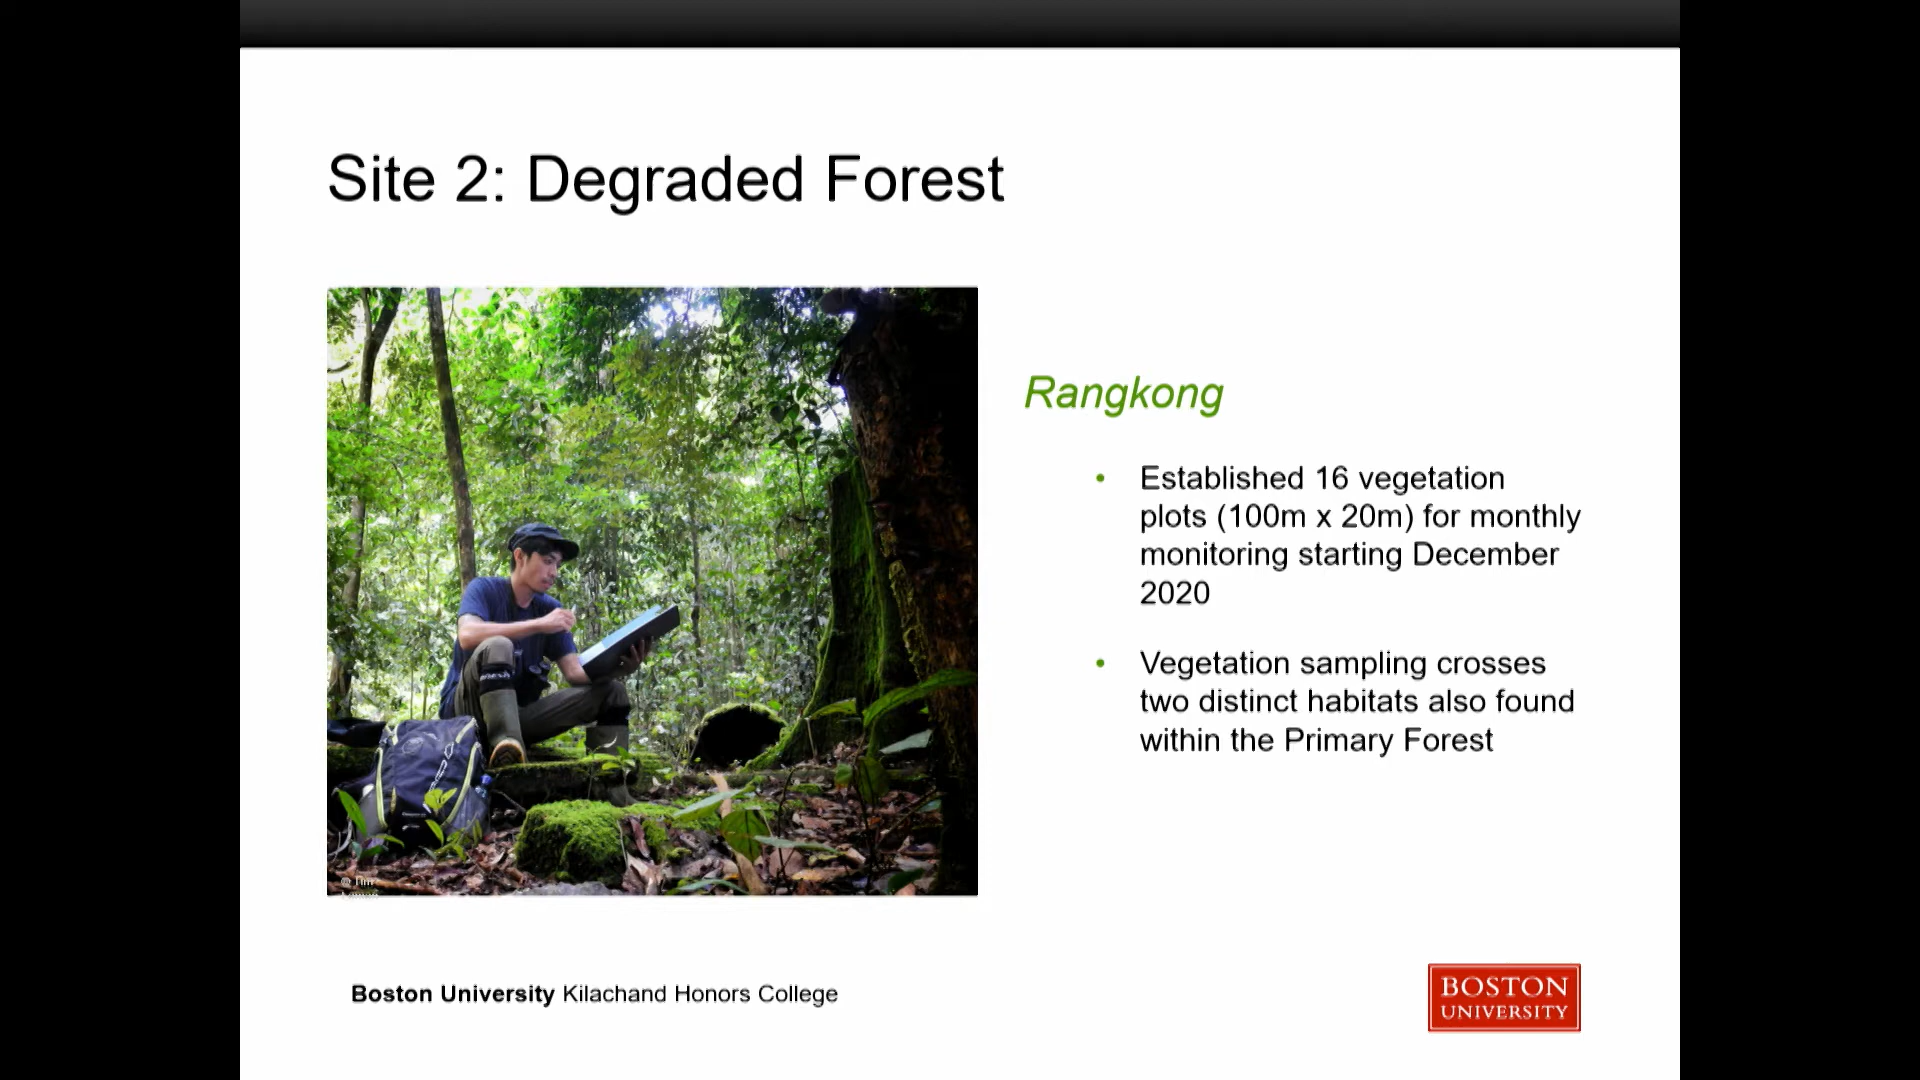 Site 2: Degraded Forest
Rangkong
• Established 16 vegetation
plots (100m x 20m) for monthly
monitoring starting December
2020
• Vegetation sampling crosses
two distinct habitats also found
within the Primary Forest
Boston University Kilachand Honors College
BOSTON
UNIVERSITY